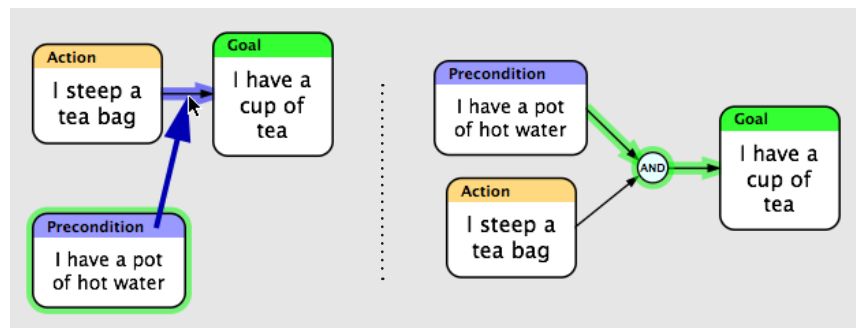 Action
I steep a
tea bag
Goal
I have a
cup of
tea
Precondition
I have a pot
of hot water
Precondition
I have a pot
of hot water
Action
I steep a
tea bag
AND
Goal
I have a
cup of
tea